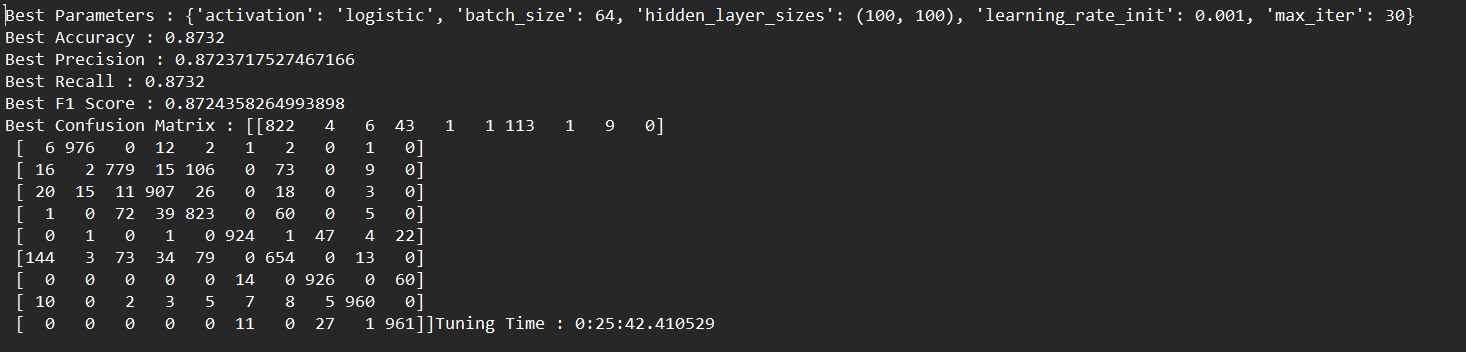 Best Parameters : {'activation': 'logistic', 'batch_size': 64, 'hidden_layer_sizes': (100, 100), 'learning_rate_init': 0.001, 'max_iter': 30}
Best Accuracy : 0.8732
Best Precision : 0.8723717527467166
Best Recall : 0.8732
Best F1 Score : 0.8724358264993898
Best Confusion Matrix : [[822   4   6  43   1   1 113   1   9   0]
 [  6 976   0  12   2   1   2   0   1   0]
 [ 16   2 779  15 106   0  73   0   9   0]
 [ 20  15  11 907  26   0  18   0   3   0]
 [  1   0  72  39 823   0  60   0   5   0]
 [  0   1   0   1   0 924   1  47   4  22]
 [144   3  73  34  79   0 654   0  13   0]
 [  0   0   0   0   0  14   0 926   0  60]
 [ 10   0   2   3   5   7   8   5 960   0]
 [  0   0   0   0   0  11   0  27   1 961]]Tuning Time : 0:25:42.410529